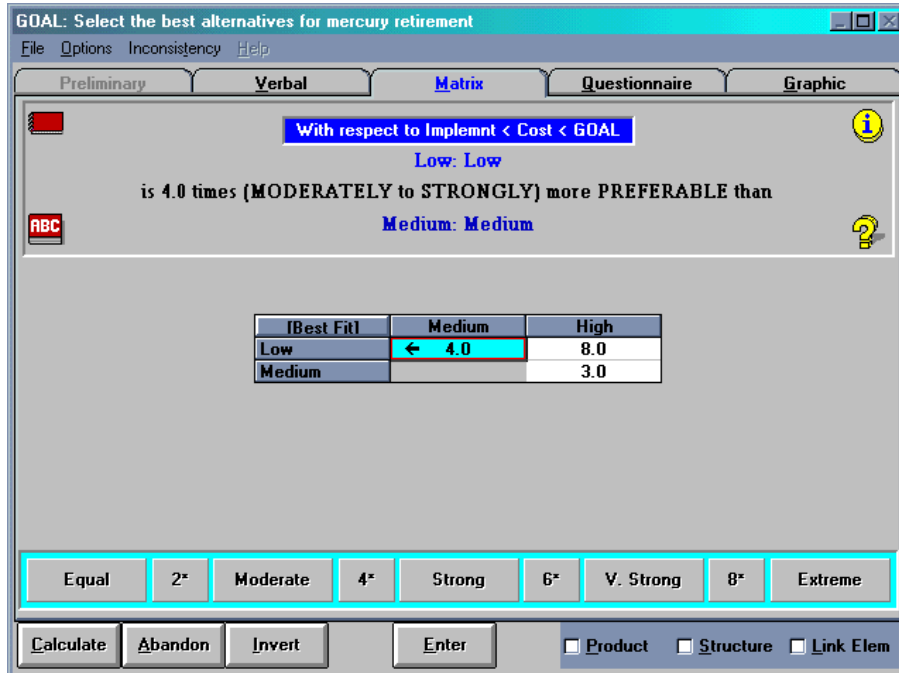 GOAL: Select the best alternatives for mercury retirement
File Options Inconsistency Help
Preliminary Verbal Matrix Questionnaire Graphic
With respect to Implemnt < Cost < GOAL
Low: Low
is 4.0 times (MODERATELY to STRONGLY) more PREFERABLE than
ABC Medium: Medium
[Best Fit] Medium High
Low ← 4.0 8.0
Medium 3.0
Equal 2* Moderate 4* Strong 6* V. Strong 8* Extreme
Calculate Abandon Invert Enter Product Structure Link Elem